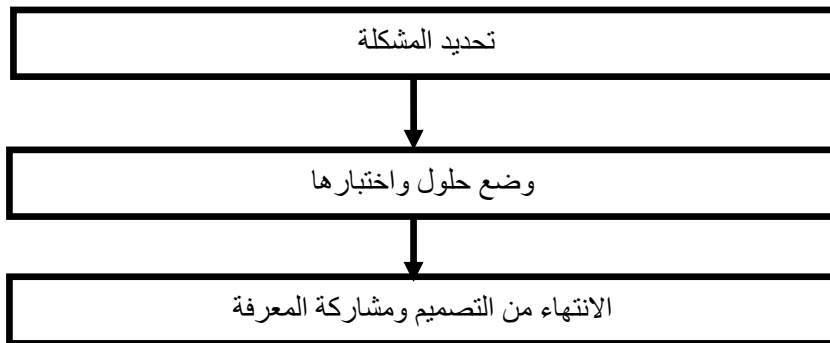 تحديد المشكلة
وضع حلول واختبارها
الانتهاء من التصميم ومشاركة المعرفة